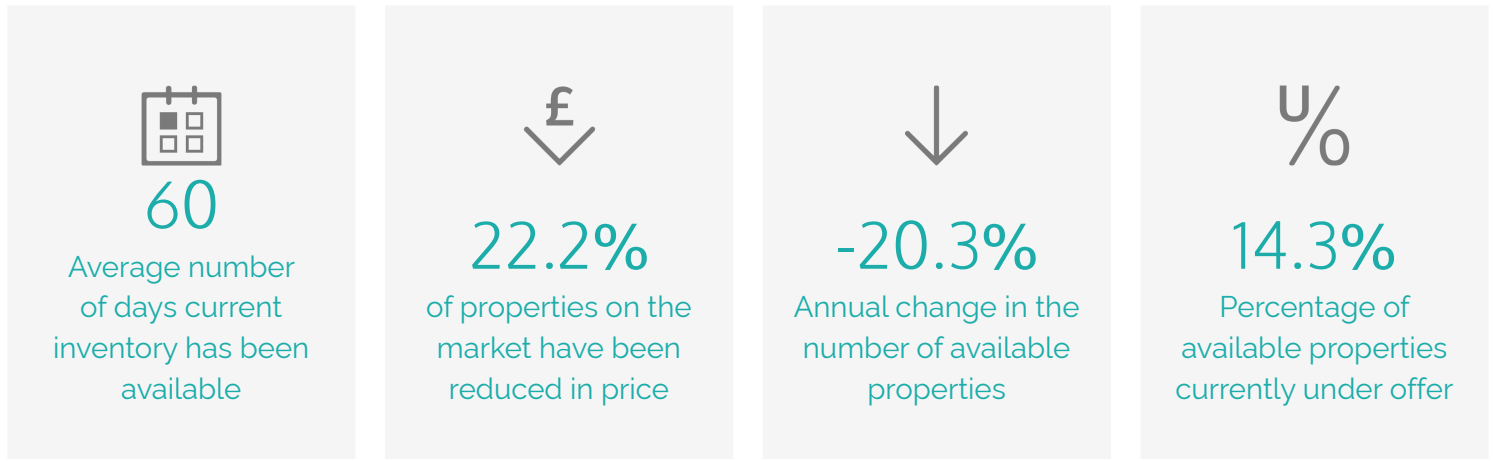 60
Average number
of days current
inventory has been
available
£
22.2%
of properties on the
market have been
reduced in price
-20.3%
Annual change in the
number of available
properties
U%
14.3%
Percentage of
available properties
currently under offer